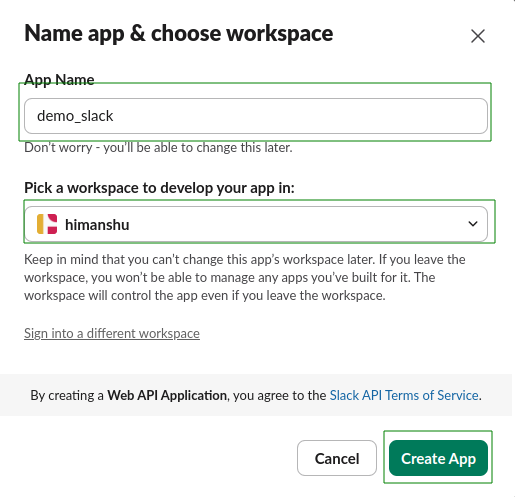 Name app & choose workspace
App Name
demo_slack
Don't worry - you'll be able to change this later.
Pick a workspace to develop your app in:
himanshu
Keep in mind that you can't change this app's workspace later. If you leave the
workspace, you won't be able to manage any apps you've built for it. The
workspace will control the app even if you leave the workspace.
Sign into a different workspace
By creating a Web API Application, you agree to the Slack API Terms of Service.
Cancel
Create App